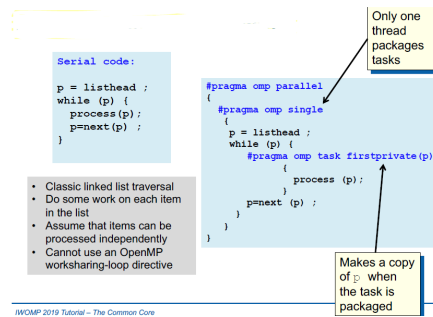 Only one
thread
packages
tasks
Serial code:
p = listhead ;
while (p) {
process(p);
p=next(p) ;
}
#pragma omp parallel
{
#pragma omp single
{
p = listhead ;
while (p) {
#pragma omp task firstprivate(p)
{
process (p);
}
p=next (p) ;
}
}
}
• Classic linked list traversal
• Do some work on each item
in the list
• Assume that items can be
processed independently
• Cannot use an OpenMP
worksharing-loop directive
Makes a copy
of p when
the task is
packaged
IWOMP 2019 Tutorial – The Common Core